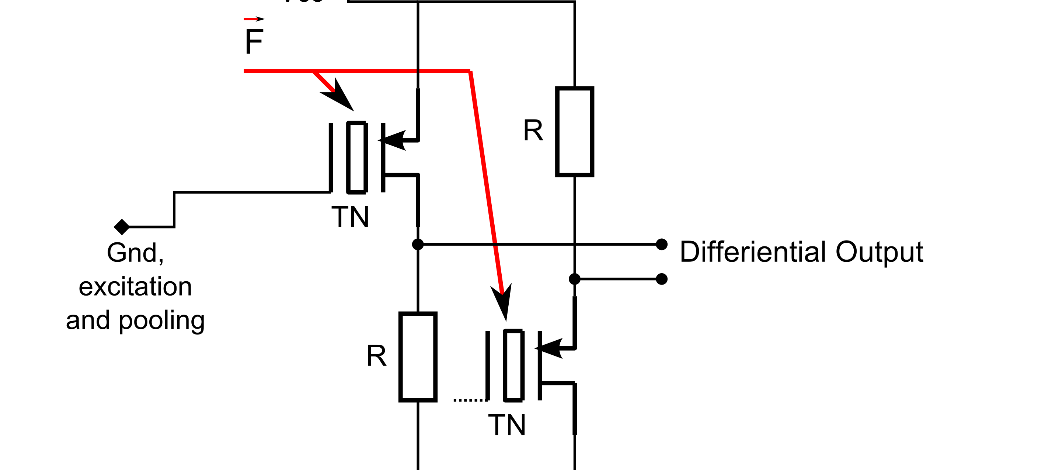 F
R
TN
Gnd,
excitation
and pooling
Differiential Output
R
TN